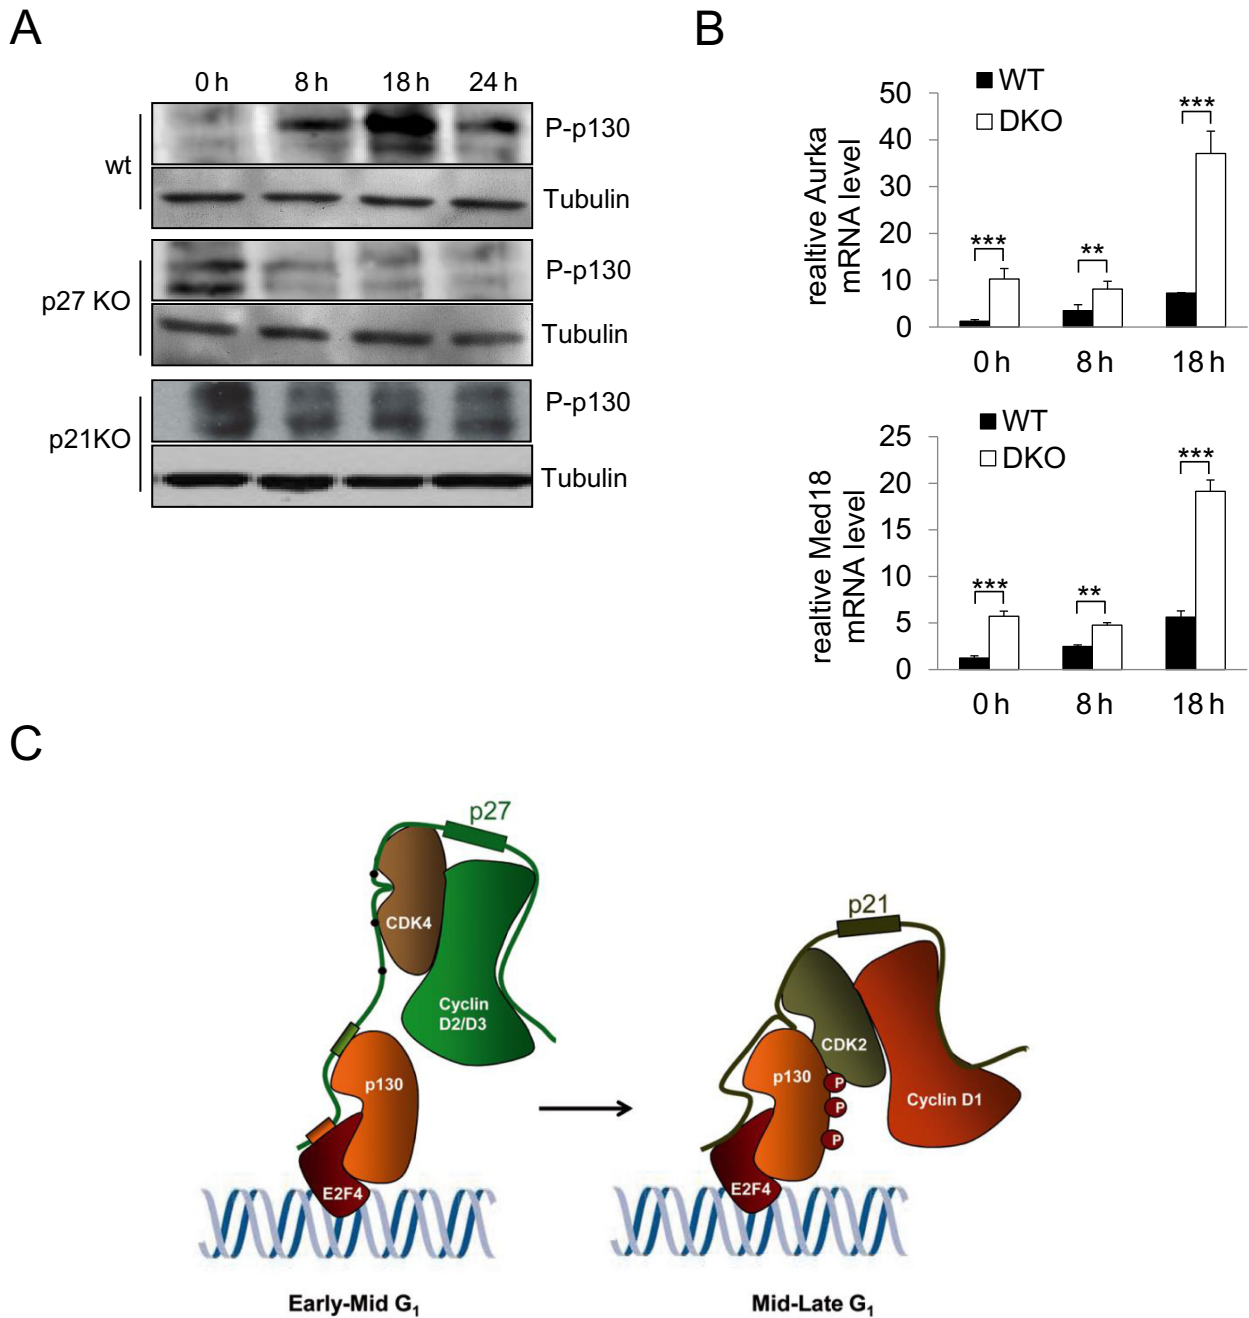 A
0 h 8 h 18 h 24 h
wt
P-p130
Tubulin
p27 KO
P-p130
Tubulin
p21KO
P-p130
Tubulin
B
WT
DKO
realtive Aurka
mRNA level
50
40
30
20
10
0
***
**
***
0 h 8 h 18 h
WT
DKO
realtive Med18
mRNA level
25
20
15
10
5
0
***
**
***
0 h 8 h 18 h
C
p27
CDK4
Cyclin
D2/D3
p130
E2F4
Early-Mid G1
p21
CDK2
p130
P
P
P
Cyclin D1
E2F4
Mid-Late G1